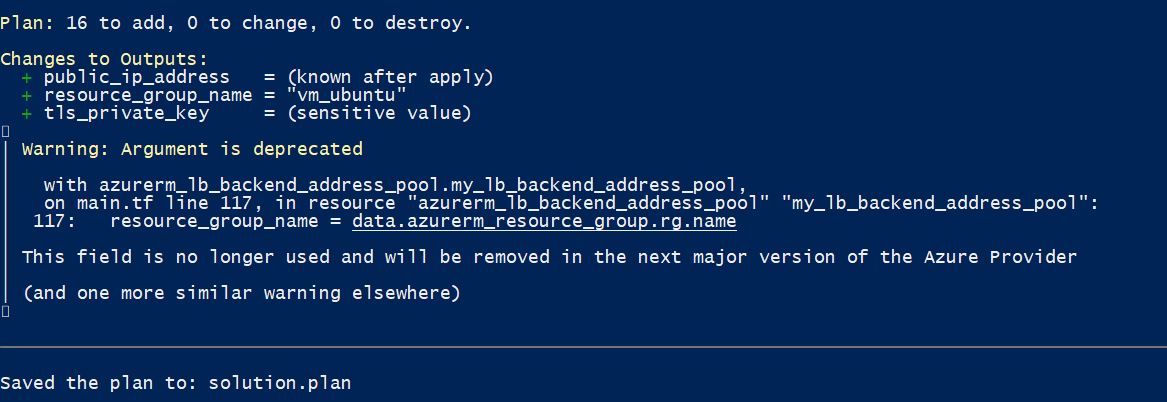 Plan: 16 to add, 0 to change, 0 to destroy.
Changes to Outputs:
+ public_ip_address   = (known after apply)
+ resource_group_name = "vm_ubuntu"
+ tls_private_key     = (sensitive value)
Warning: Argument is deprecated
with azurerm_lb_backend_address_pool.my_lb_backend_address_pool,
on main.tf line 117, in resource "azurerm_lb_backend_address_pool" "my_lb_backend_address_pool":
117:   resource_group_name = data.azurerm_resource_group.rg.name
This field is no longer used and will be removed in the next major version of the Azure Provider
(and one more similar warning elsewhere)
Saved the plan to: solution.plan